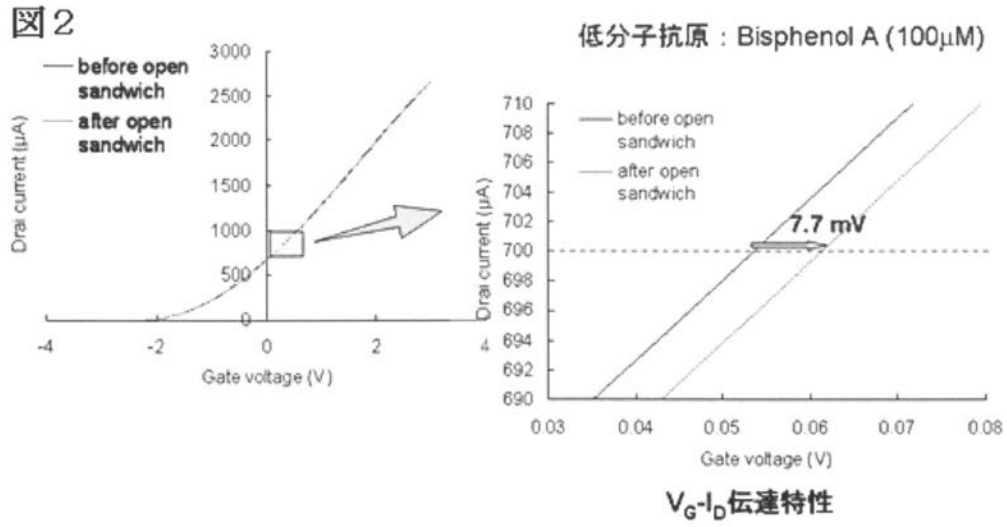 図2
before open
sandwich
after open
sandwich
Drai current (μA)
3000
2500
2000
1500
1000
500
0
-4
-2
0
2
4
Gate voltage (V)
低分子抗原：Bisphenol A (100μM)
before open
sandwich
after open
sandwich
Drai current (μA)
710
708
706
704
702
700
698
696
694
692
690
7.7 mV
0.03
0.04
0.05
0.06
0.07
0.08
Gate voltage (V)
VG-ID伝達特性